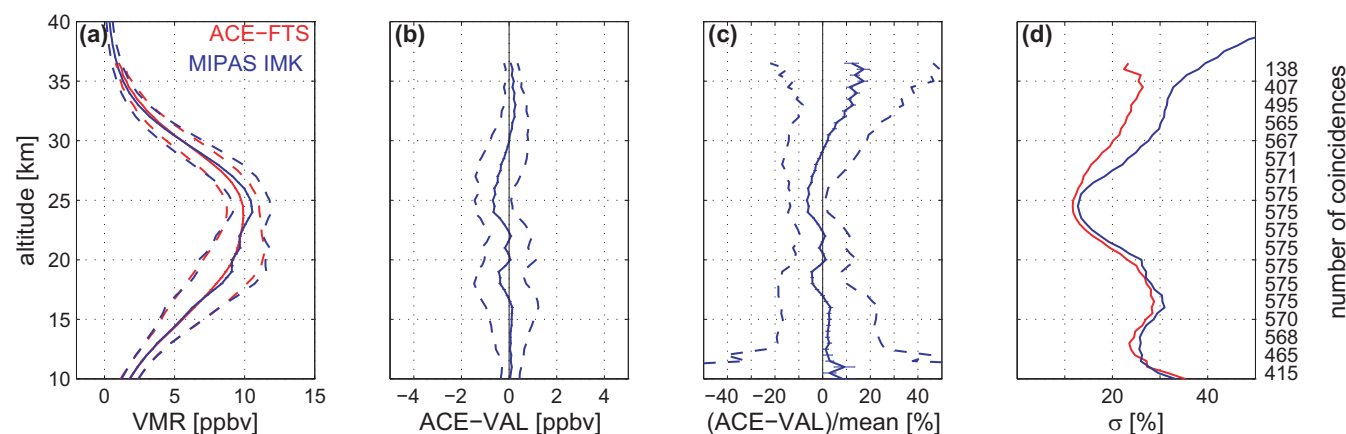 (a)
ACE−FTS
MIPAS IMK
(b)
(c)
(d)
40
35
30
25
20
15
10
altitude [km]
0 5 10 15
VMR [ppbv]
−4 −2 0 2 4
ACE−VAL [ppbv]
−40 −20 0 20 40
(ACE−VAL)/mean [%]
20 40
σ [%]
138
407
495
565
567
571
571
575
575
575
575
575
575
570
568
465
415
number of coincidences